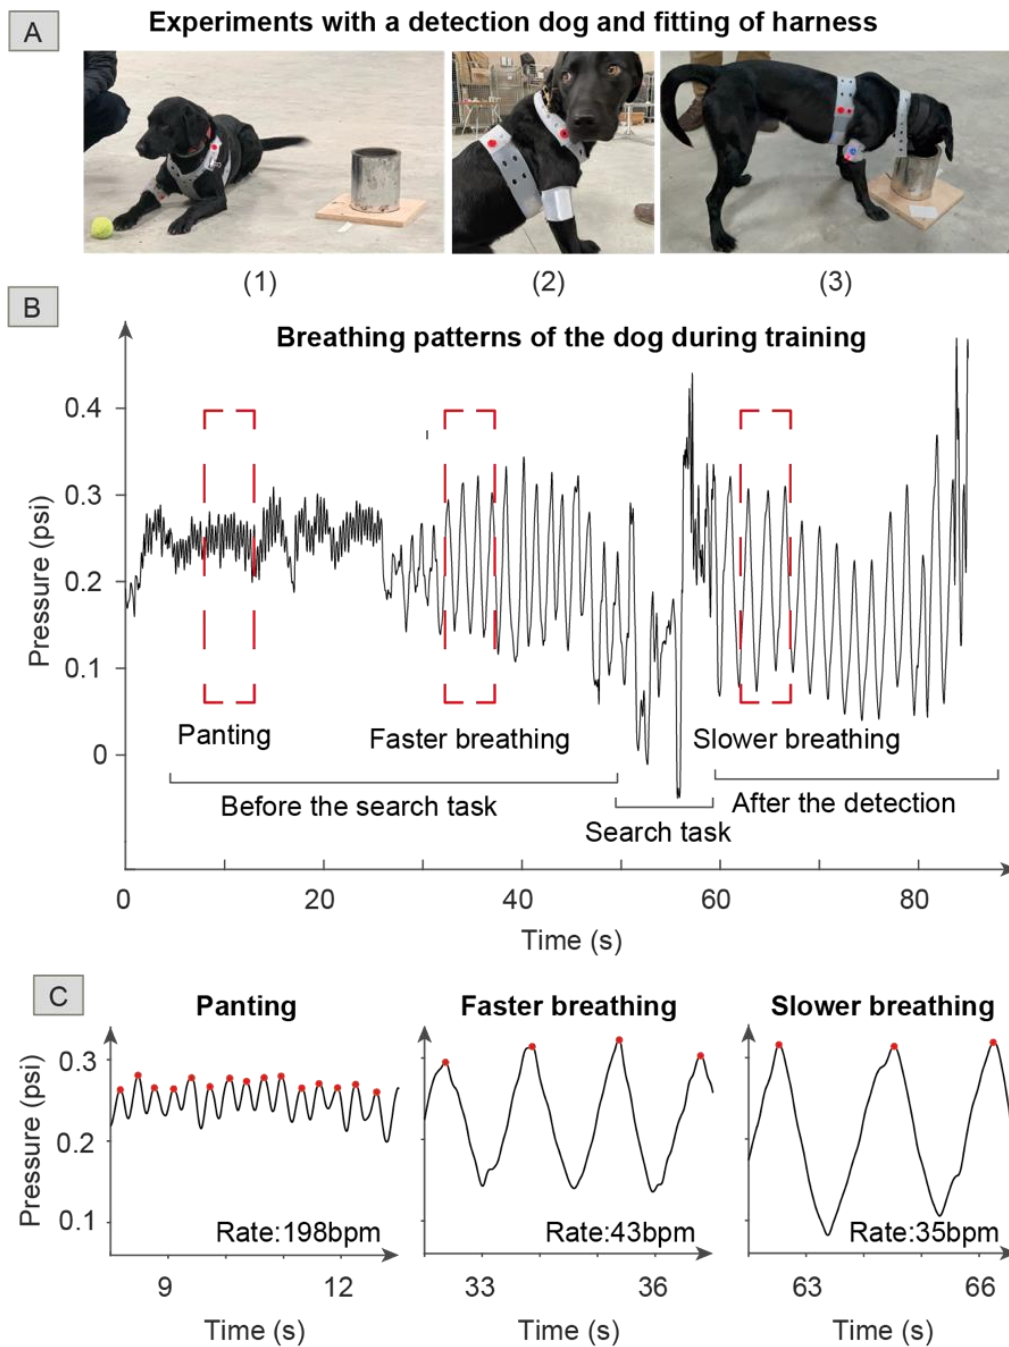 A
Experiments with a detection dog and fitting of harness
(1)
(2)
(3)
B
Breathing patterns of the dog during training
Pressure (psi)
0.4
0.3
0.2
0.1
0
Panting
Faster breathing
Slower breathing
Before the search task
After the detection
Search task
0
20
40
60
80
Time (s)
C
Panting
Faster breathing
Slower breathing
Pressure (psi)
0.3
0.2
0.1
Rate:198bpm
Rate:43bpm
Rate:35bpm
9
12
33
36
63
66
Time (s)
Time (s)
Time (s)